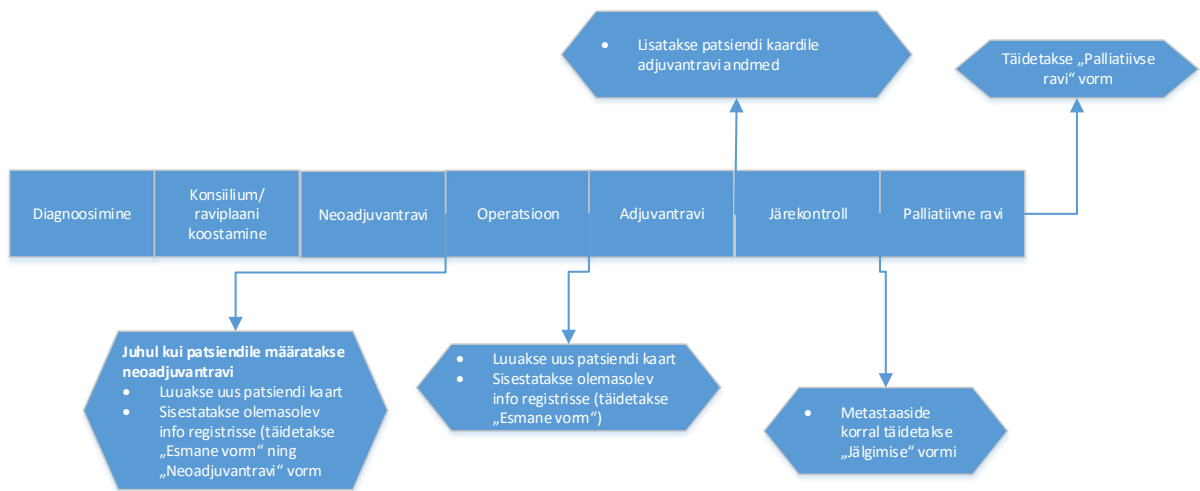 • Lisatakse patsiendi kaardile
adjuvantravi andmed
Täidetakse „Palliatiivse
ravi“ vorm
Diagnoosimine
Konsiilium/
raviplaani
koostamine
Neoadjuvantravi
Operatsioon
Adjuvantravi
Järekontroll
Palliatiivne ravi
Juhul kui patsiendile määratakse
neoadjuvantravi
• Luuakse uus patsiendi kaart
• Sisestatakse olemasolev
info registrisse (täidetakse
„Esmane vorm“ ning
„Neoadjuvantravi“ vorm
• Luuakse uus patsiendi kaart
• Sisestatakse olemasolev
info registrisse (täidetakse
„Esmane vorm“)
• Metastaaside
korral täidetakse
„Jälgimise“ vormi